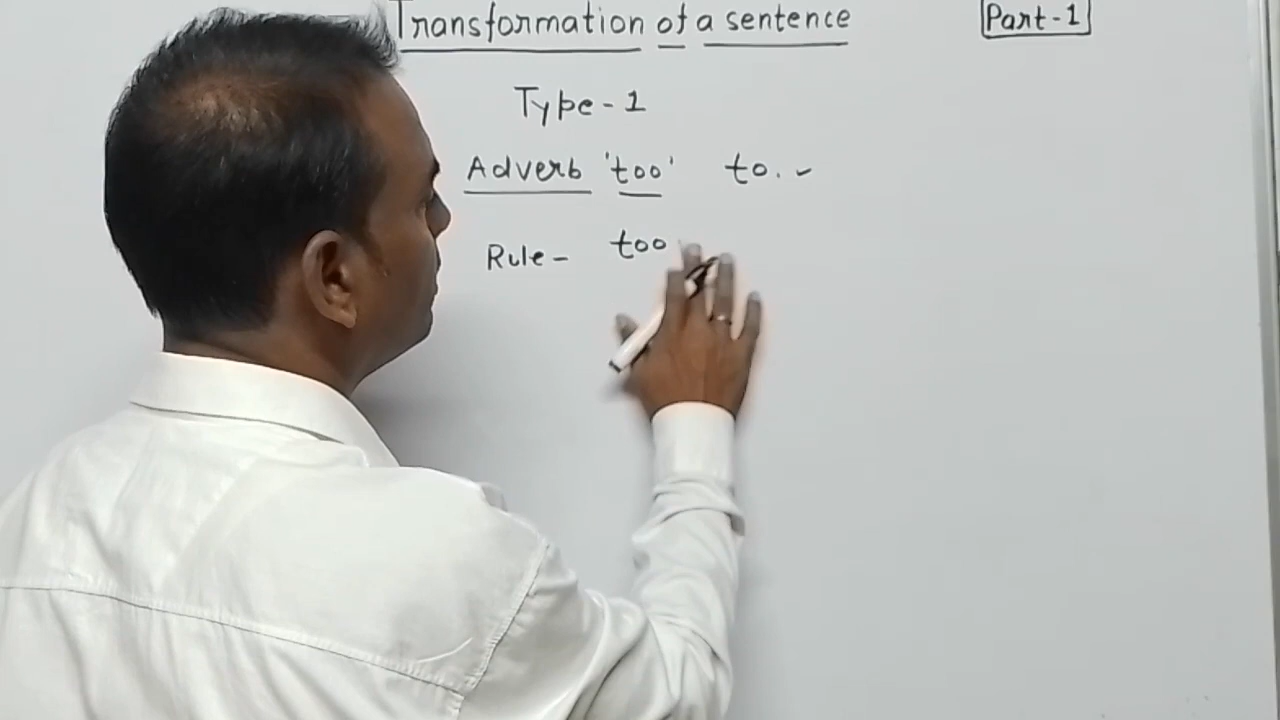 Transformation of a sentence
Part-1
Type-1
Adverb 'too' to.
Rule- too